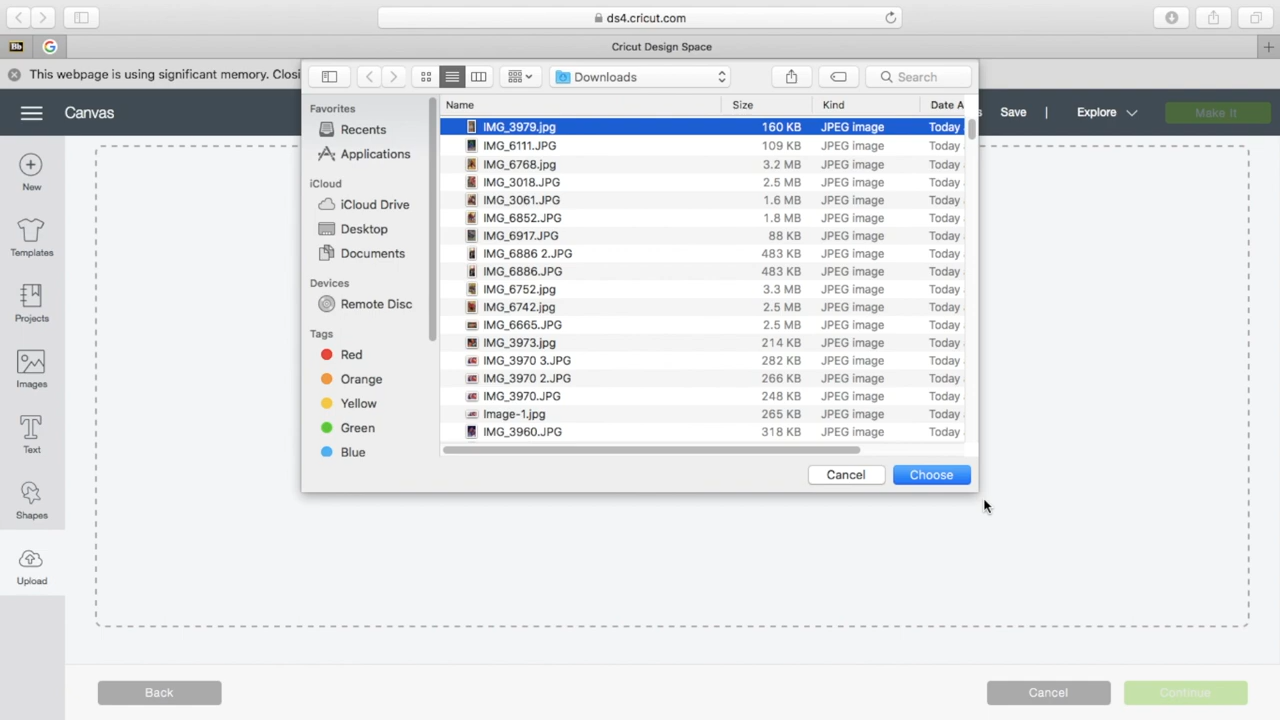 ds4.cricut.com
Bb G Cricut Design Space
This webpage is using significant memory. Closi
Canvas
Save | Explore Make It
Downloads
Search
Favorites
Recents
Applications
iCloud
iCloud Drive
Desktop
Documents
Devices
Remote Disc
Tags
Red
Orange
Yellow
Green
Blue
Name Size Kind Date A
IMG_3979.jpg 160 KB JPEG image Today
IMG_6111.JPG 109 KB JPEG image Today
IMG_6768.jpg 3.2 MB JPEG image Today
IMG_3018.JPG 2.5 MB JPEG image Today
IMG_3061.JPG 1.6 MB JPEG image Today
IMG_6852.JPG 1.8 MB JPEG image Today
IMG_6917.JPG 88 KB JPEG image Today
IMG_6886 2.JPG 483 KB JPEG image Today
IMG_6886.JPG 483 KB JPEG image Today
IMG_6752.jpg 3.3 MB JPEG image Today
IMG_6742.jpg 2.5 MB JPEG image Today
IMG_6665.JPG 2.5 MB JPEG image Today
IMG_3973.jpg 214 KB JPEG image Today
IMG_3970 3.JPG 282 KB JPEG image Today
IMG_3970 2.JPG 266 KB JPEG image Today
IMG_3970.JPG 248 KB JPEG image Today
Image-1.jpg 265 KB JPEG image Today
IMG_3960.JPG 318 KB JPEG image Today
Cancel Choose
New
Templates
Projects
Images
Text
Shapes
Upload
Back Cancel Continue